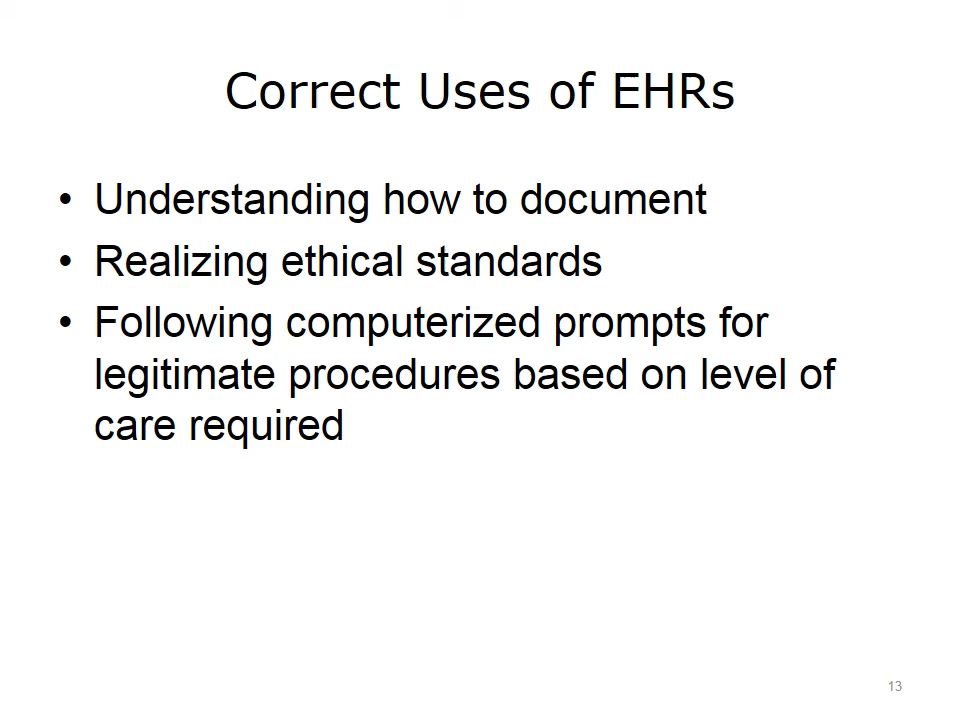 Correct Uses of EHRs
• Understanding how to document
• Realizing ethical standards
• Following computerized prompts for
legitimate procedures based on level of
care required
13